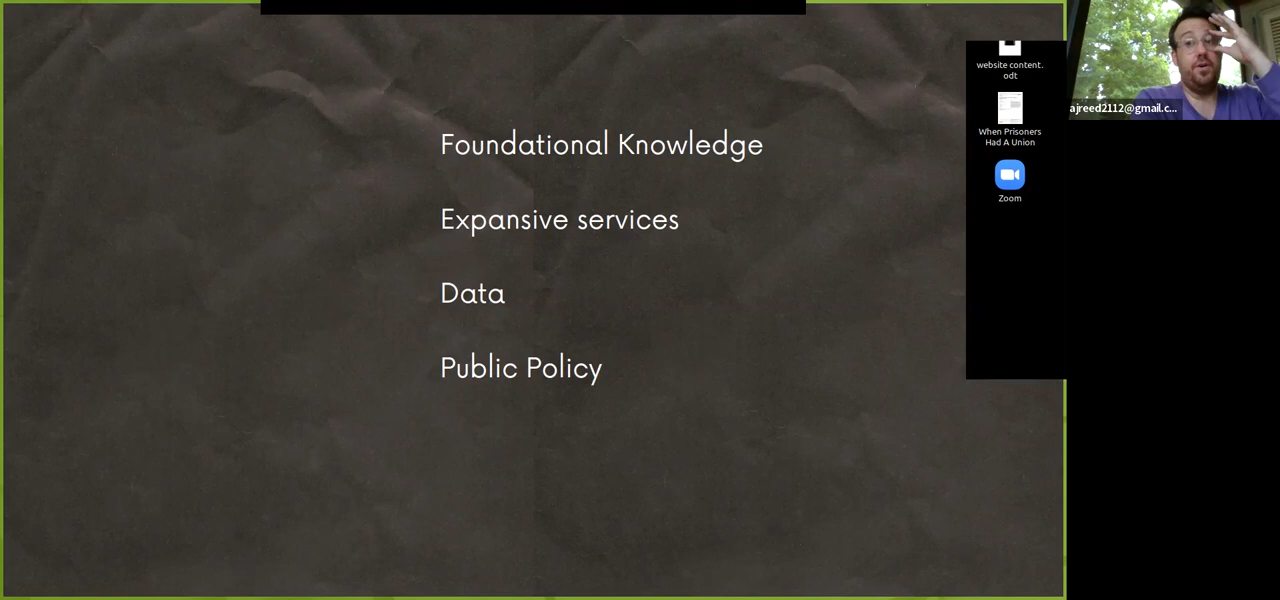 Foundational Knowledge
Expansive services
Data
Public Policy
website content.
odt
When Prisoners
Had A Union
Zoom
ajreed2112@gmail.c...